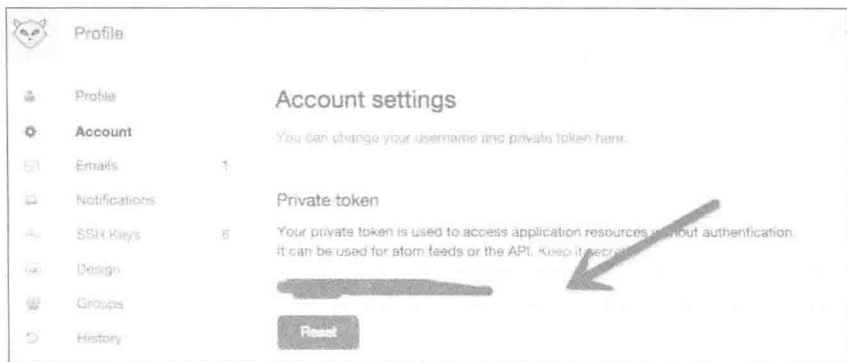 Profile
Profile
Account
Emails 1
Notifications
SSH Keys 6
Design
Groups
History
Account settings
You can change your username and private token here.
Private token
Your private token is used to access application resources without authentication.
It can be used for atom feeds or the API. Keep it secret
Reset